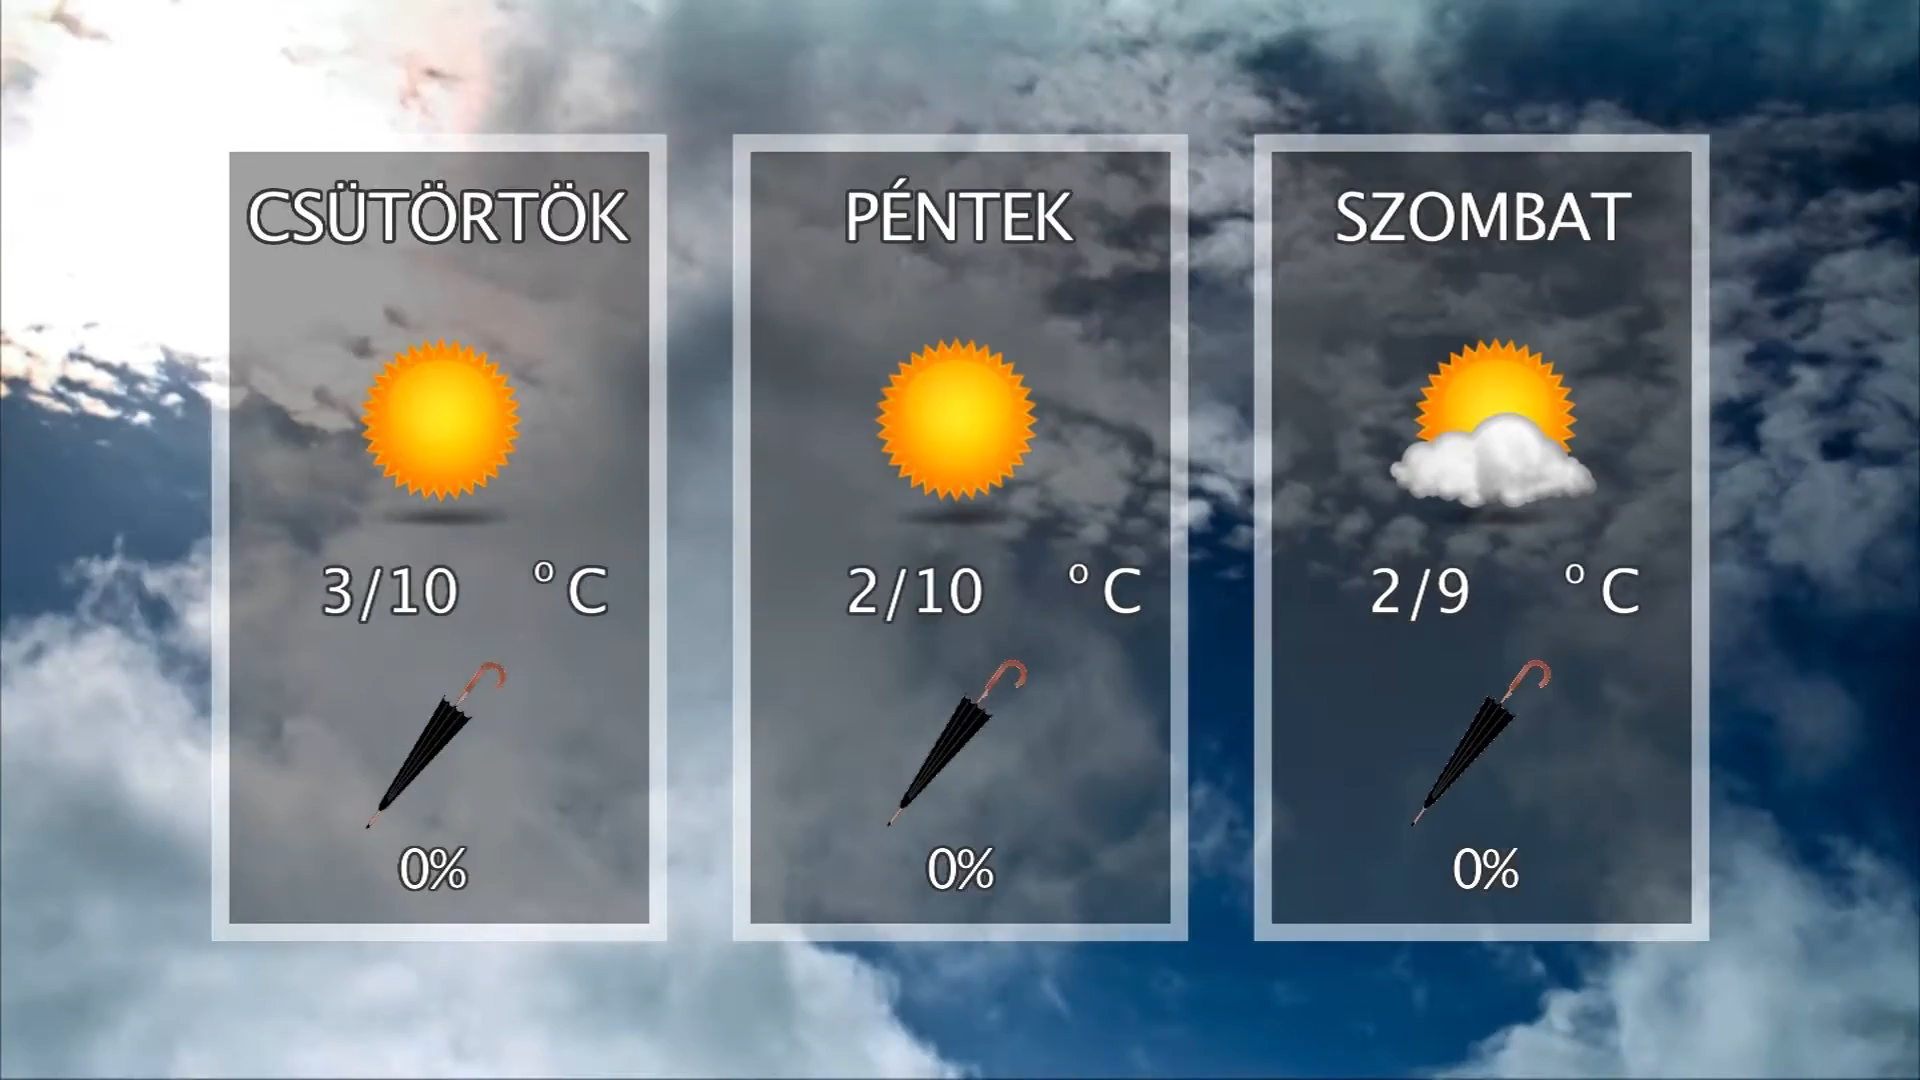 CSÜTÖRTÖK
3/10 °C
0%
PÉNTEK
2/10 °C
0%
SZOMBAT
2/9 °C
0%